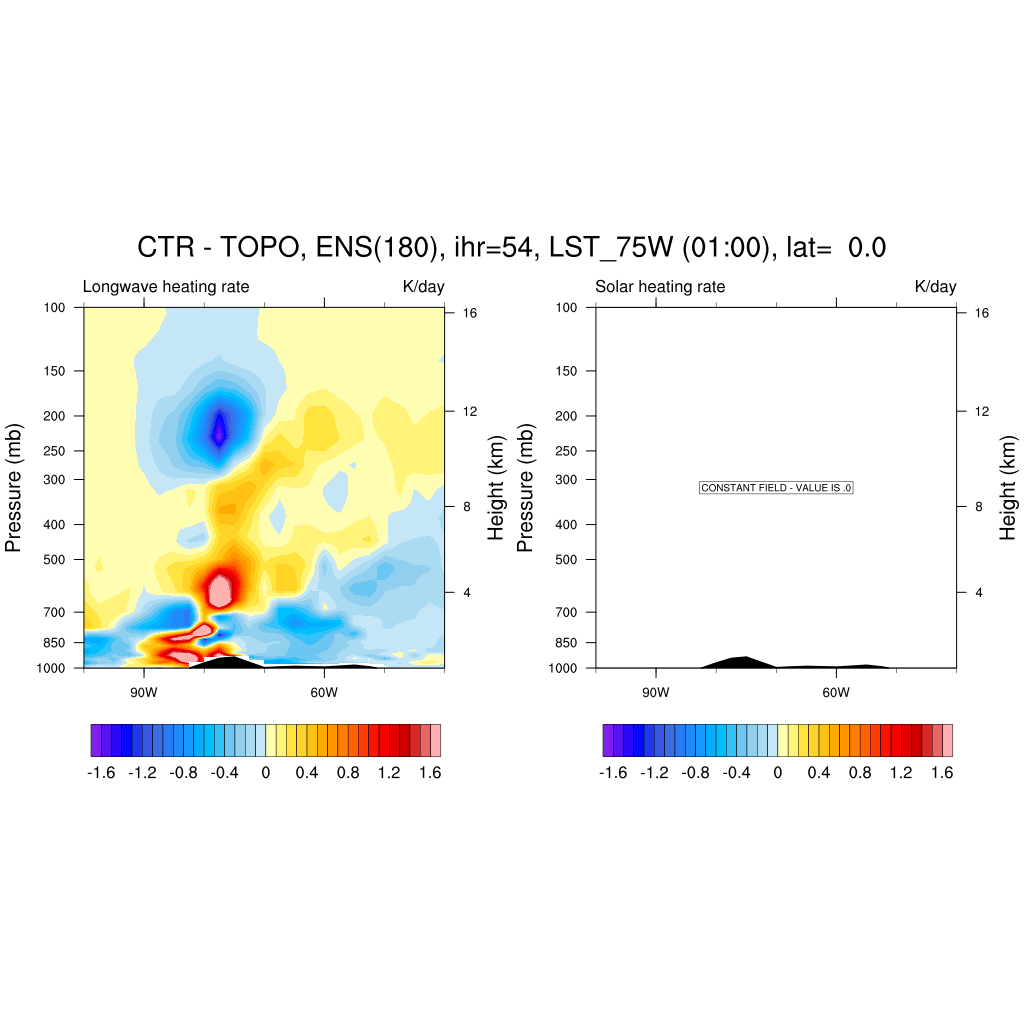 CTR - TOPO, ENS(180), ihr=54, LST_75W (01:00), lat=  0.0
Longwave heating rate
K/day
100
150
200
250
300
400
500
700
850
1000
Pressure (mb)
16
12
8
4
Height (km)
90W
60W
-1.6 -1.2 -0.8 -0.4 0 0.4 0.8 1.2 1.6
Solar heating rate
K/day
100
150
200
250
300
400
500
700
850
1000
Pressure (mb)
CONSTANT FIELD - VALUE IS .0
16
12
8
4
Height (km)
90W
60W
-1.6 -1.2 -0.8 -0.4 0 0.4 0.8 1.2 1.6